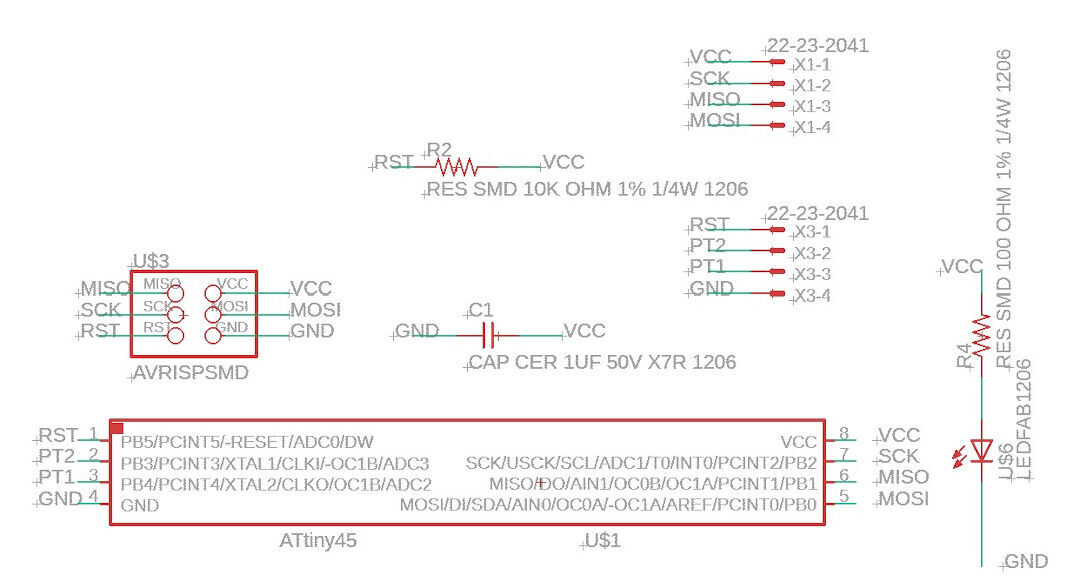 22-23-2041
VCC X1-1
SCK X1-2
MISO X1-3
MOSI X1-4
R2
RST VCC
RES SMD 10K OHM 1% 1/4W 1206
22-23-2041
RST X3-1
PT2 X3-2
PT1 X3-3
GND X3-4
U$3
MISO MISO VCC VCC
SCK SCK MOSI MOSI
RST RST GND GND
AVRISPSMD
C1
GND VCC
CAP CER 1UF 50V X7R 1206
VCC
R4
RES SMD 100 OHM 1% 1/4W 1206
U$6
LEDFAB1206
GND
RST 1 PB5/PCINT5/-RESET/ADC0/DW VCC 8 VCC
PT2 2 PB3/PCINT3/XTAL1/CLKI/-OC1B/ADC3 SCK/USCK/SCL/ADC1/T0/INT0/PCINT2/PB2 7 SCK
PT1 3 PB4/PCINT4/XTAL2/CLKO/OC1B/ADC2 MISO/DO/AIN1/OC0B/OC1A/PCINT1/PB1 6 MISO
GND 4 GND MOSI/DI/SDA/AIN0/OC0A/-OC1A/AREF/PCINT0/PB0 5 MOSI
ATtiny45 U$1